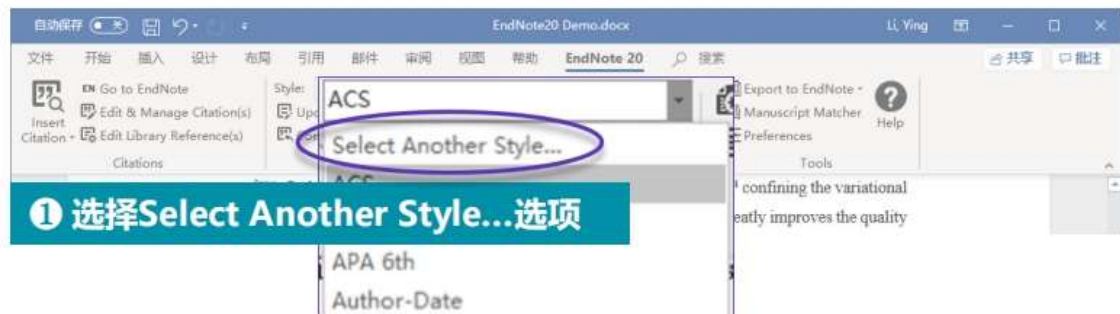 自动保存 EndNote20 Demo.docx Li, Ying
文件 开始 插入 设计 布局 引用 邮件 审阅 视图 帮助 EndNote 20 搜索 共享 批注
EN Go to EndNote Style: ACS Export to EndNote
Insert Citation Edit & Manage Citation(s) Manuscript Matcher Help
Edit Library Reference(s) Select Another Style... Preferences
Citations ACS Tools
confining the variational
❶ 选择Select Another Style...选项
eatly improves the quality
APA 6th
Author-Date